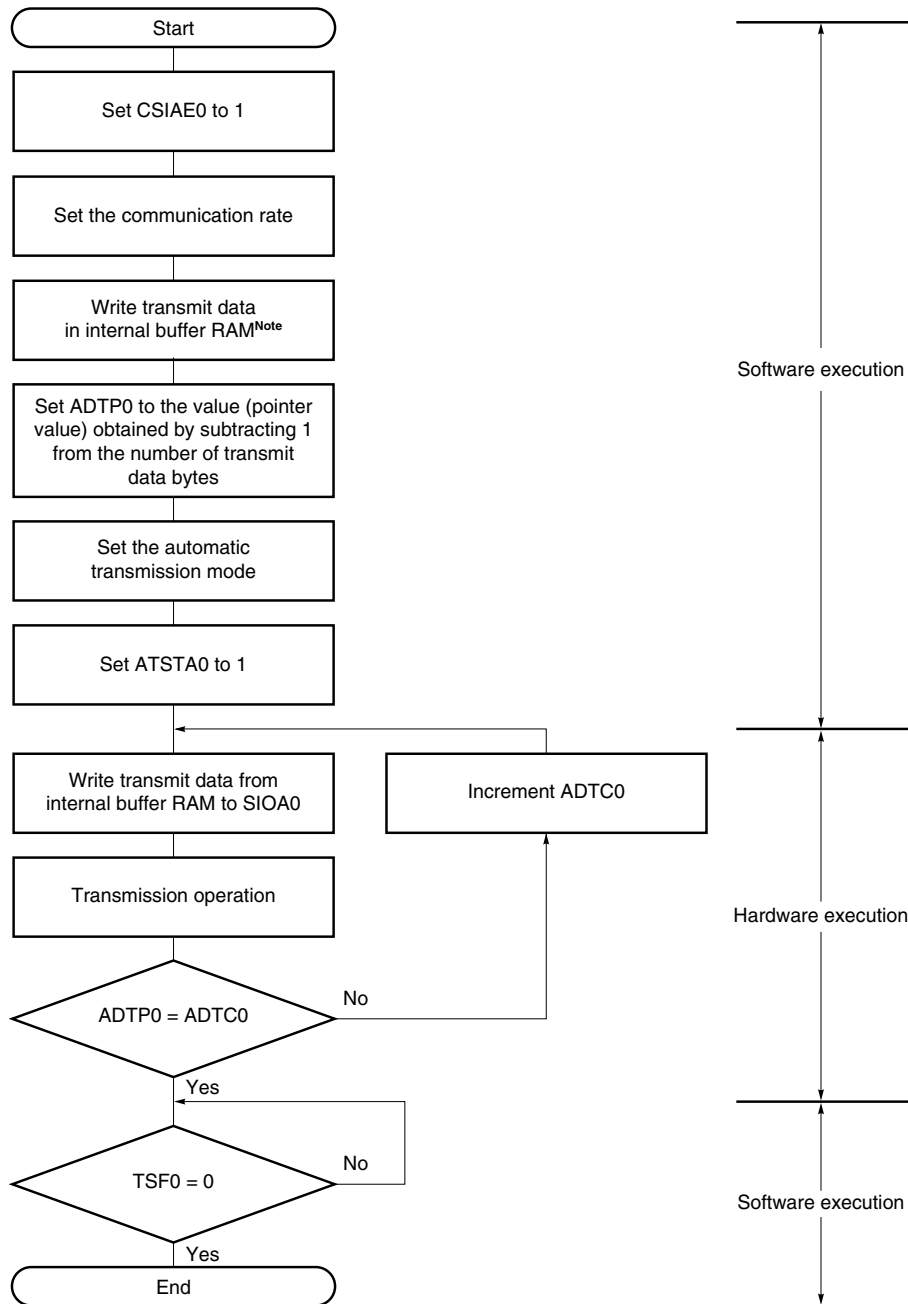 Start
Set CSIAE0 to 1
Set the communication rate
Write transmit data
in internal buffer RAMNote
Set ADTP0 to the value (pointer
value) obtained by subtracting 1
from the number of transmit
data bytes
Set the automatic
transmission mode
Set ATSTA0 to 1
Software execution
Write transmit data from
internal buffer RAM to SIOA0
Increment ADTC0
Transmission operation
Hardware execution
ADTP0 = ADTC0
No
Yes
TSF0 = 0
No
Yes
Software execution
End